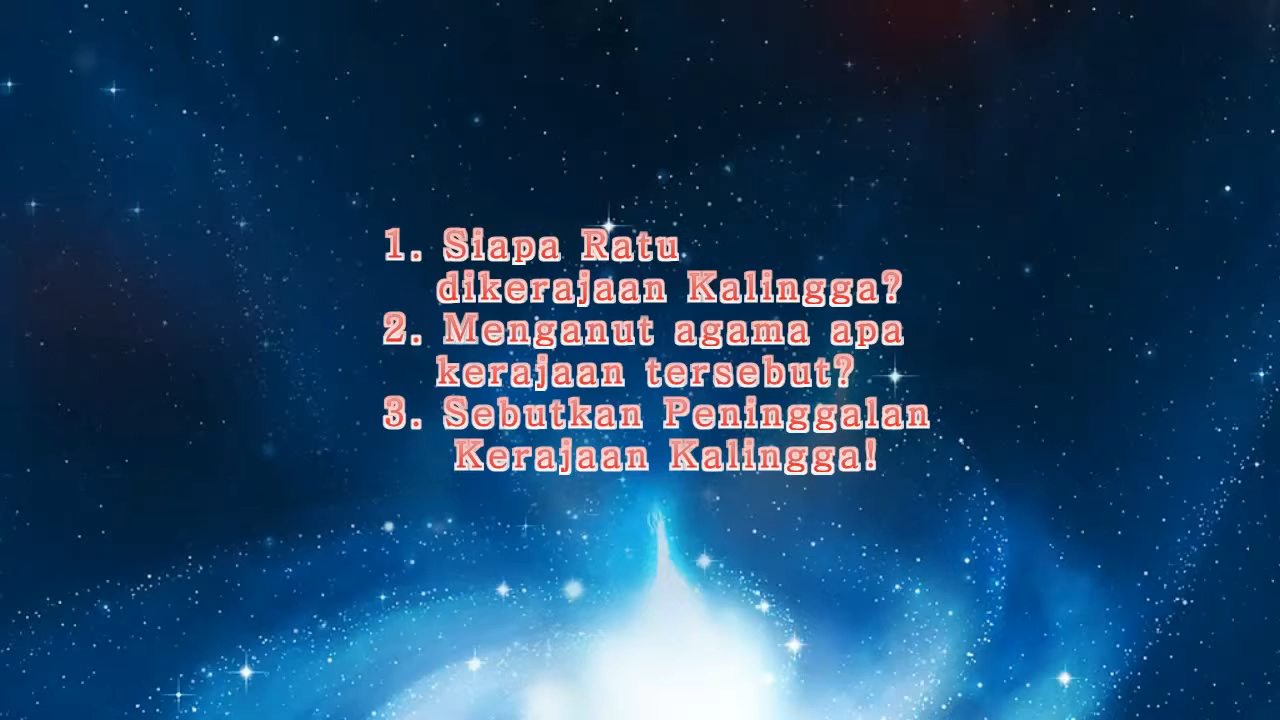 1. Siapa Ratu
dikerajaan Kalingga?
2. Menganut agama apa
kerajaan tersebut?
3. Sebutkan Peninggalan
Kerajaan Kalingga!